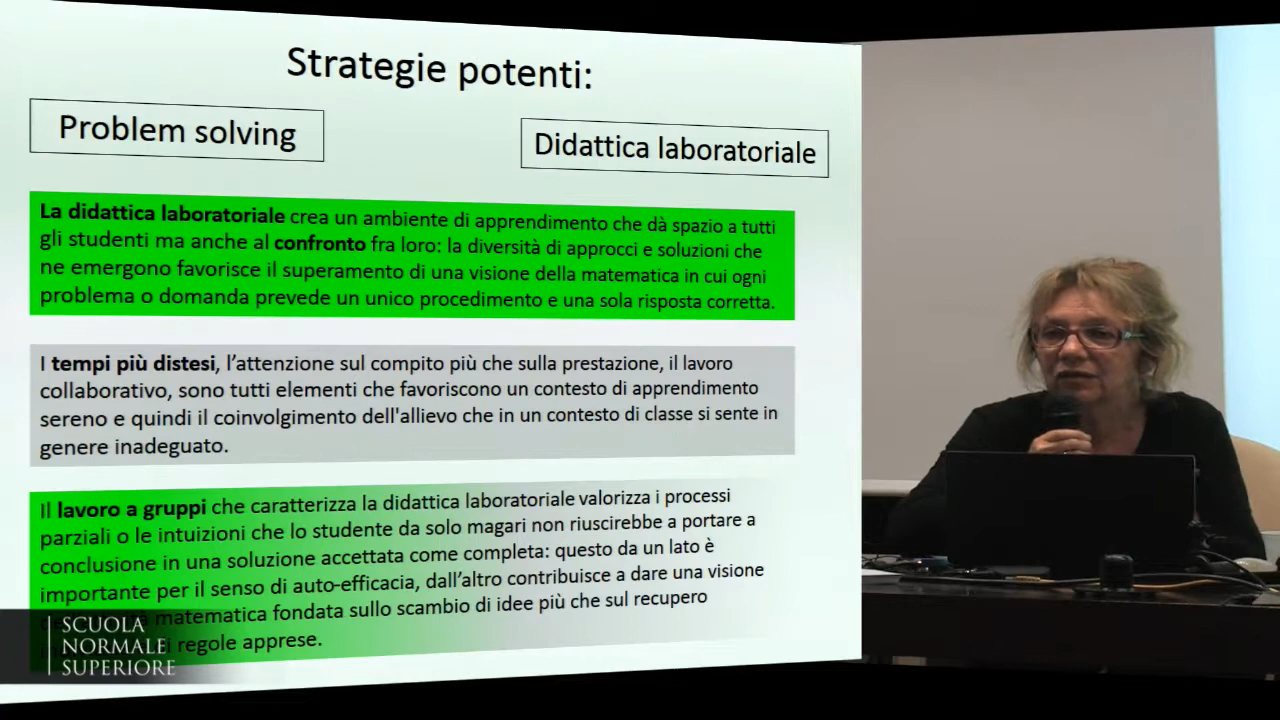 Strategie potenti:
Problem solving
Didattica laboratoriale
La didattica laboratoriale crea un ambiente di apprendimento che dà spazio a tutti
gli studenti ma anche al confronto fra loro: la diversità di approcci e soluzioni che
ne emergono favorisce il superamento di una visione della matematica in cui ogni
problema o domanda prevede un unico procedimento e una sola risposta corretta.
I tempi più distesi, l’attenzione sul compito più che sulla prestazione, il lavoro
collaborativo, sono tutti elementi che favoriscono un contesto di apprendimento
sereno e quindi il coinvolgimento dell'allievo che in un contesto di classe si sente in
genere inadeguato.
Il lavoro a gruppi che caratterizza la didattica laboratoriale valorizza i processi
parziali o le intuizioni che lo studente da solo magari non riuscirebbe a portare a
conclusione in una soluzione accettata come completa: questo da un lato è
importante per il senso di auto-efficacia, dall’altro contribuisce a dare una visione
matematica fondata sullo scambio di idee più che sul recupero
regole apprese.
SCUOLA
NORMALE
SUPERIORE